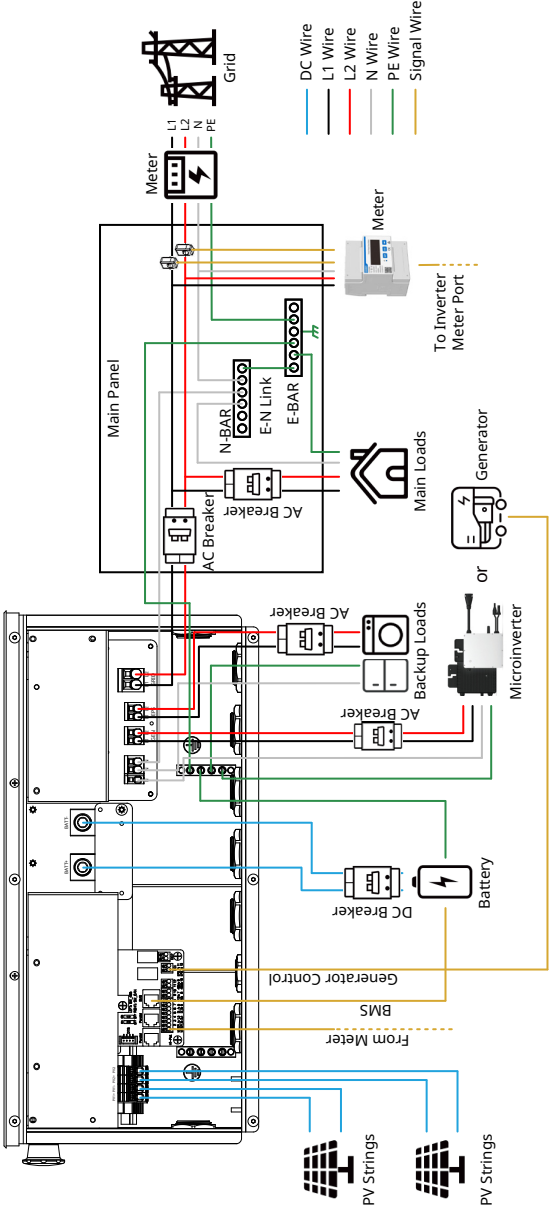 Grid
DC Wire
L1 Wire
L2 Wire
N Wire
PE Wire
Signal Wire
L1
L2
N
PE
Meter
Main Panel
Meter
To Inverter
Meter Port
N-BAR
E-N Link
E-BAR
AC Breaker
AC Breaker
Main Loads
Generator
or
Microinverter
AC Breaker
Backup Loads
AC Breaker
BATT-
BATT+
DC Breaker
Battery
Generator Control
BMS
From Meter
PV Strings
PV Strings